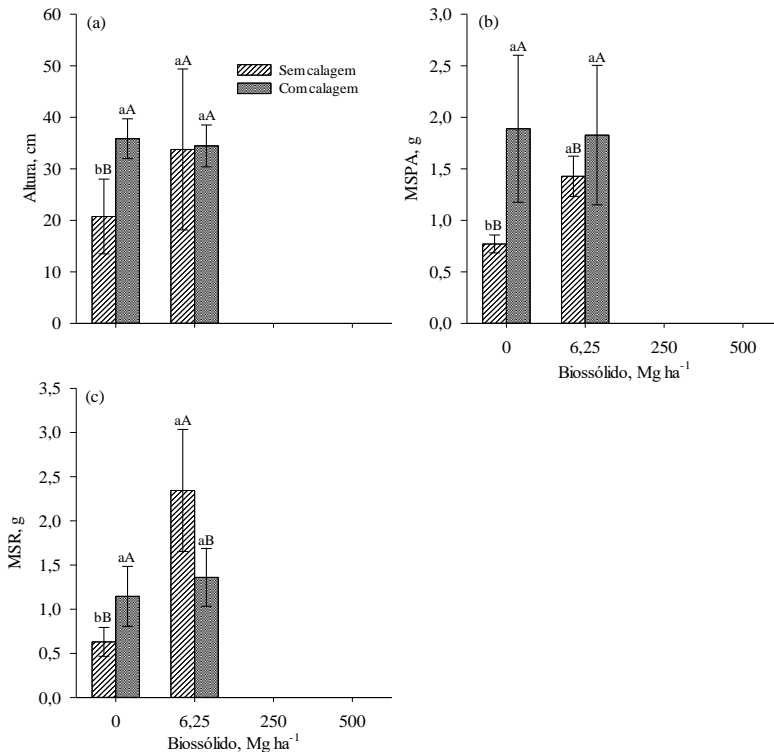 (a)
60
50
40
30
20
10
0
Altura, cm
Sem calagem
Com calagem
bB
aA
aA
aA
(b)
3,0
2,5
2,0
1,5
1,0
0,5
0,0
MSPA, g
bB
aA
aB
aA
0 6,25 250 500
Biossólido, Mg ha⁻¹
(c)
3,5
3,0
2,5
2,0
1,5
1,0
0,5
0,0
MSR, g
bB
aA
aA
aB
0 6,25 250 500
Biossólido, Mg ha⁻¹